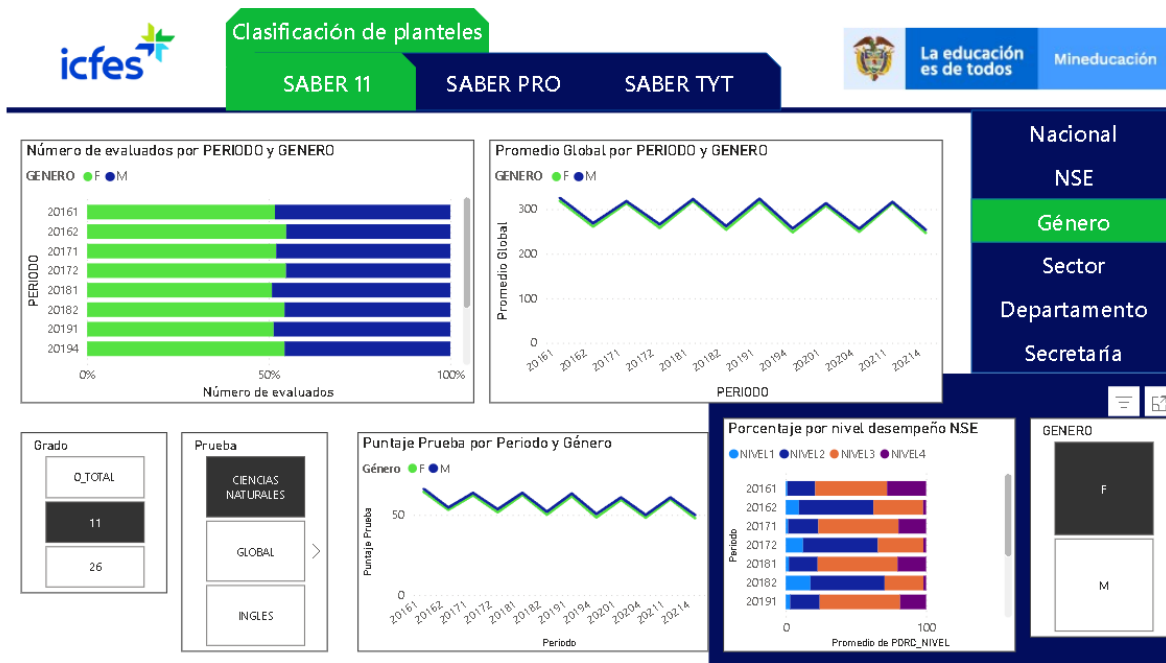 icfes
Clasificación de planteles
SABER 11
SABER PRO
SABER TYT
La educación
es de todos
Mineducación
Nacional
NSE
Género
Sector
Departamento
Secretaría
Número de evaluados por PERIODO y GENERO
GENERO F M
PERIODO
20161
20162
20171
20172
20181
20182
20191
20194
0% 50% 100%
Número de evaluados
Promedio Global por PERIODO y GENERO
GENERO F M
Promedio Global
300
200
100
0
20161 20162 20171 20172 20181 20182 20191 20194 20201 20204 20211 20214
PERIODO
Grado
0_TOTAL
11
26
Prueba
CIENCIAS
NATURALES
GLOBAL
INGLES
Puntaje Prueba por Periodo y Género
Género F M
Puntaje Prueba
50
0
20161 20162 20171 20172 20181 20182 20191 20194 20201 20204 20211 20214
Periodo
Porcentaje por nivel desempeño NSE
NIVEL1 NIVEL2 NIVEL3 NIVEL4
Periodo
20161
20162
20171
20172
20181
20182
20191
0 100
Promedio de PDRC_NIVEL
GENERO
F
M